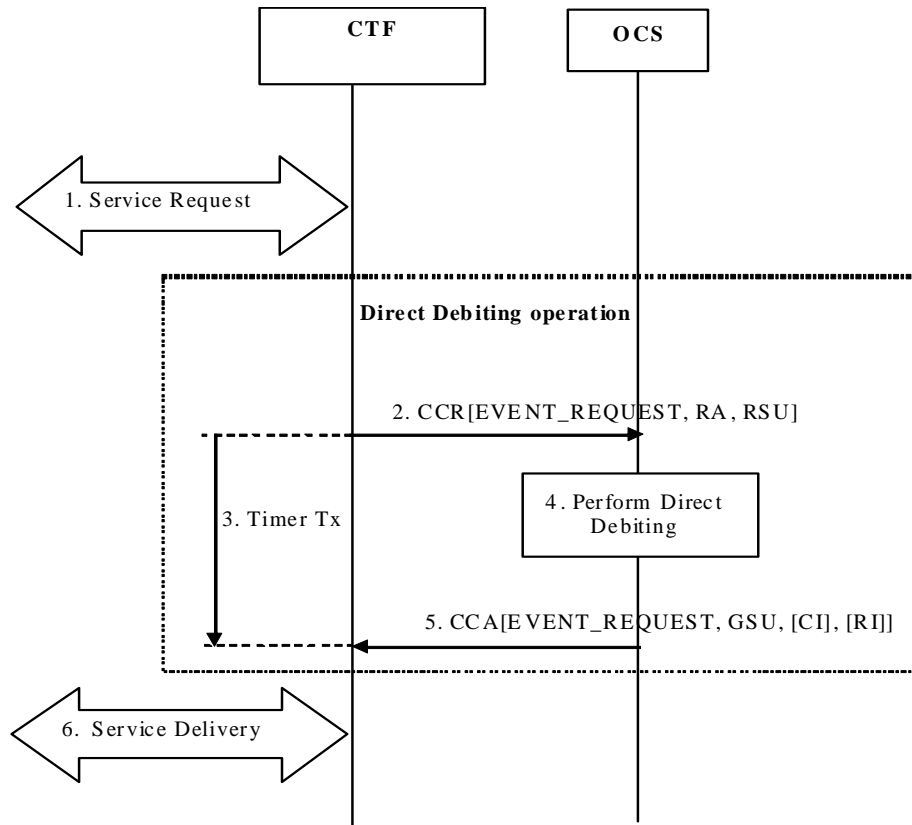 CTF
OCS
1. Service Request
Direct Debiting operation
2. CCR[EVENT_REQUEST, RA, RSU]
3. Timer Tx
4. Perform Direct
Debiting
5. CCA[EVENT_REQUEST, GSU, [CI], [RI]]
6. Service Delivery